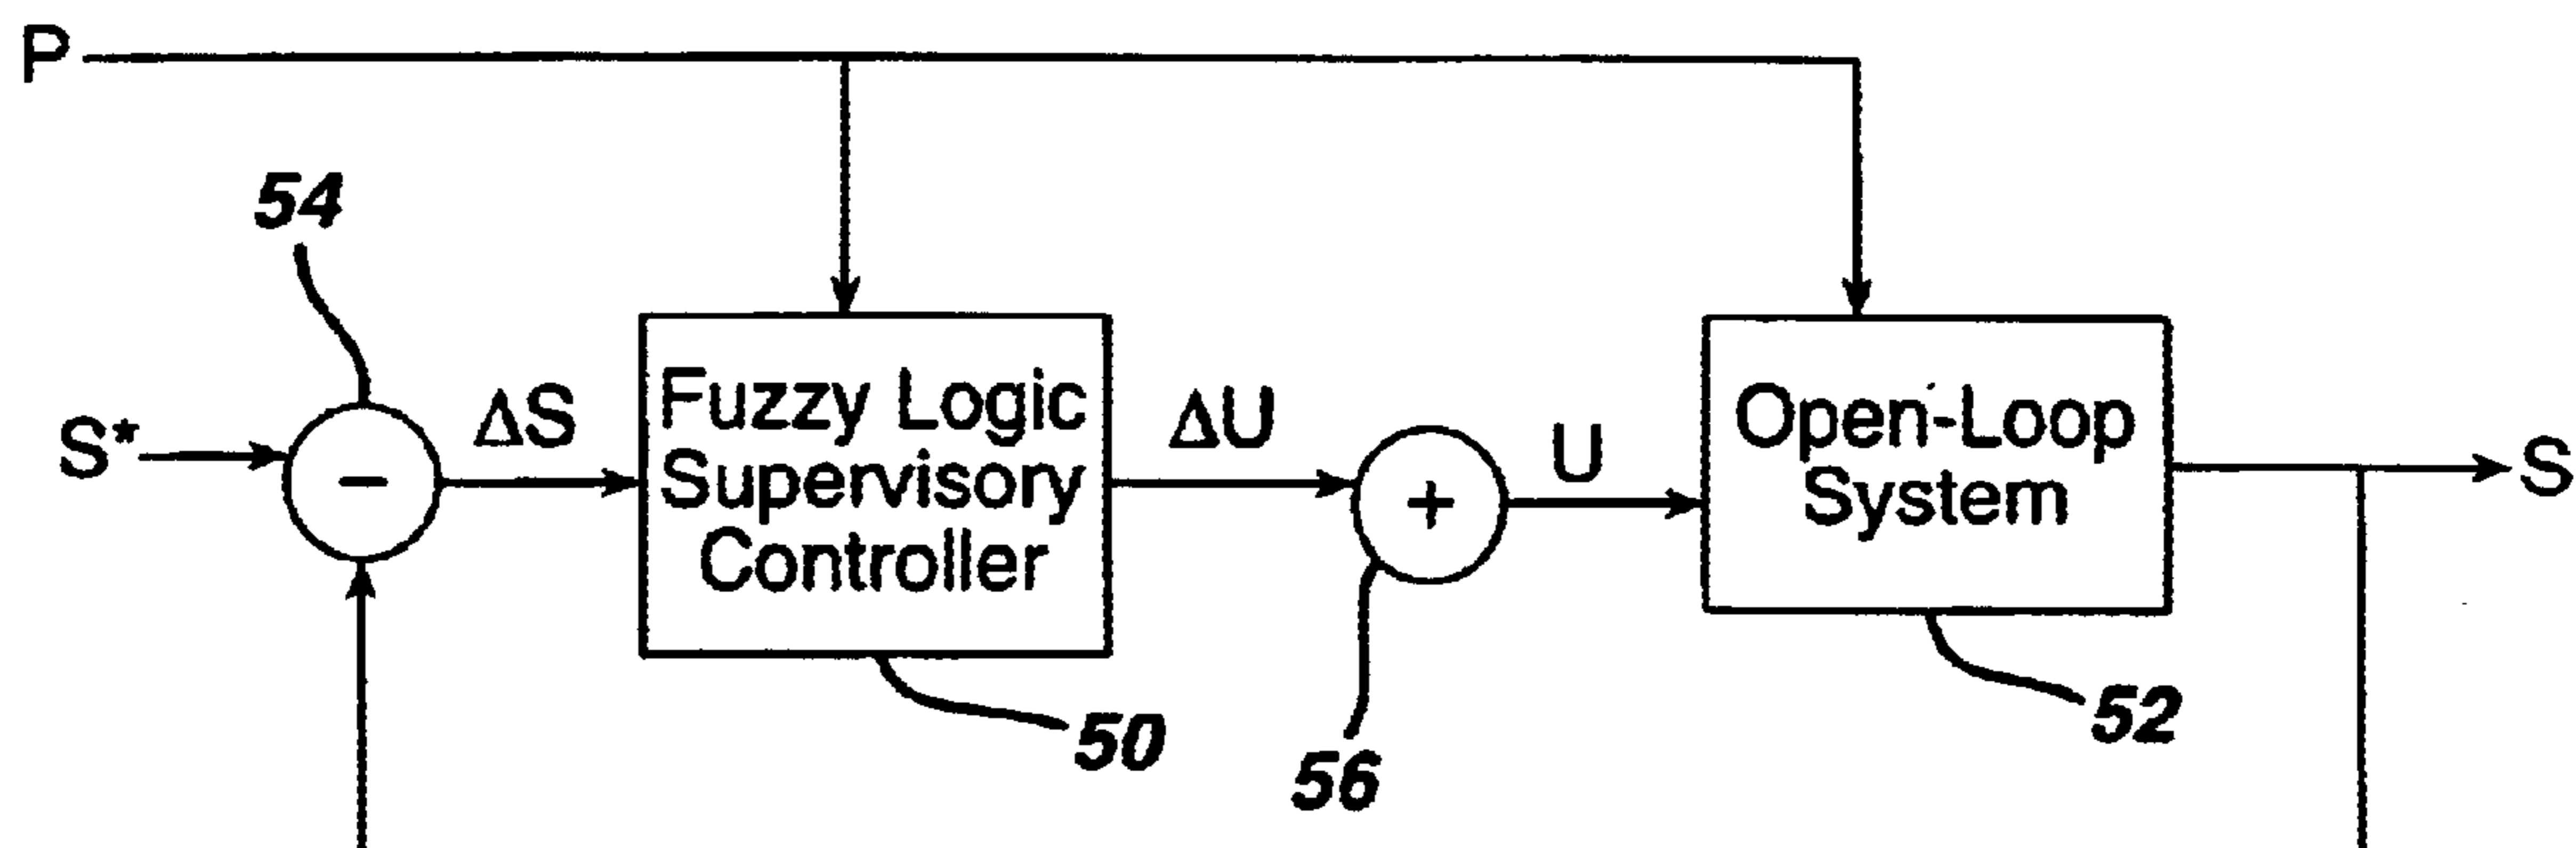 P
54
S*
−
ΔS
Fuzzy Logic
Supervisory
Controller
50
ΔU
+
56
U
Open-Loop
System
52
S